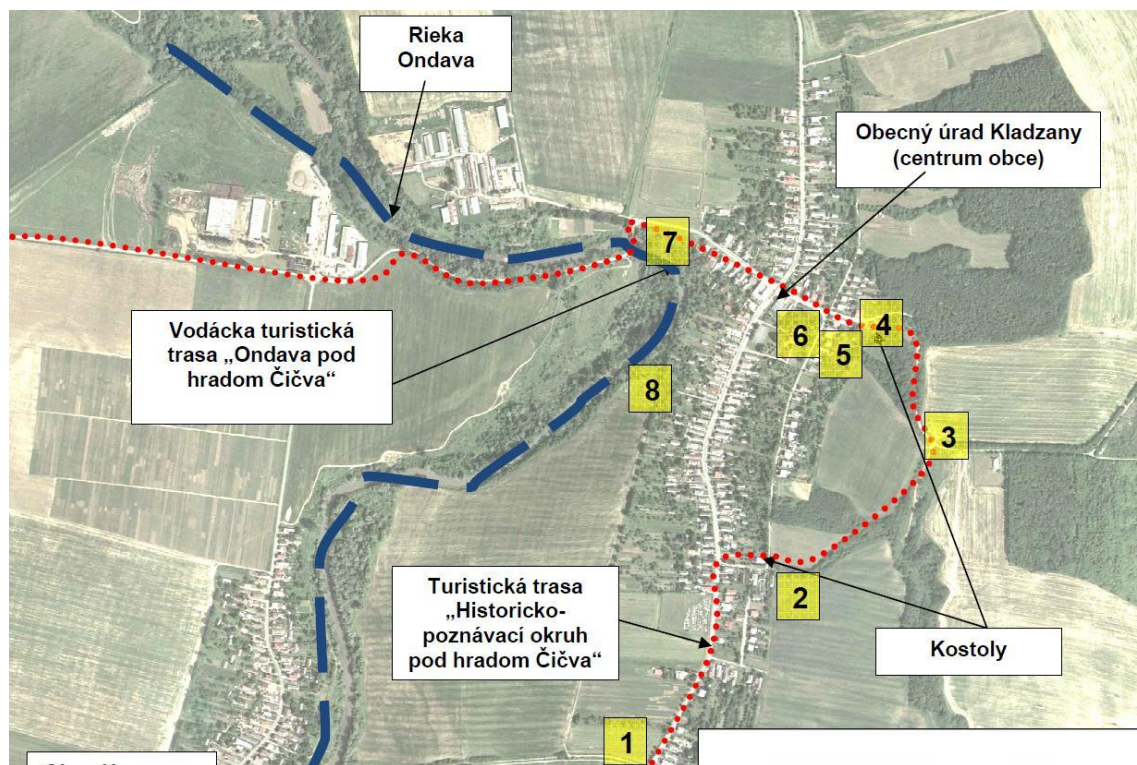 Rieka
Ondava
Obecný úrad Kladzany
(centrum obce)
7
Vodácka turistická
trasa „Ondava pod
hradom Čičva“
6
5
4
8
3
Turistická trasa
„Historicko-
poznávací okruh
pod hradom Čičva“
2
Kostoly
1